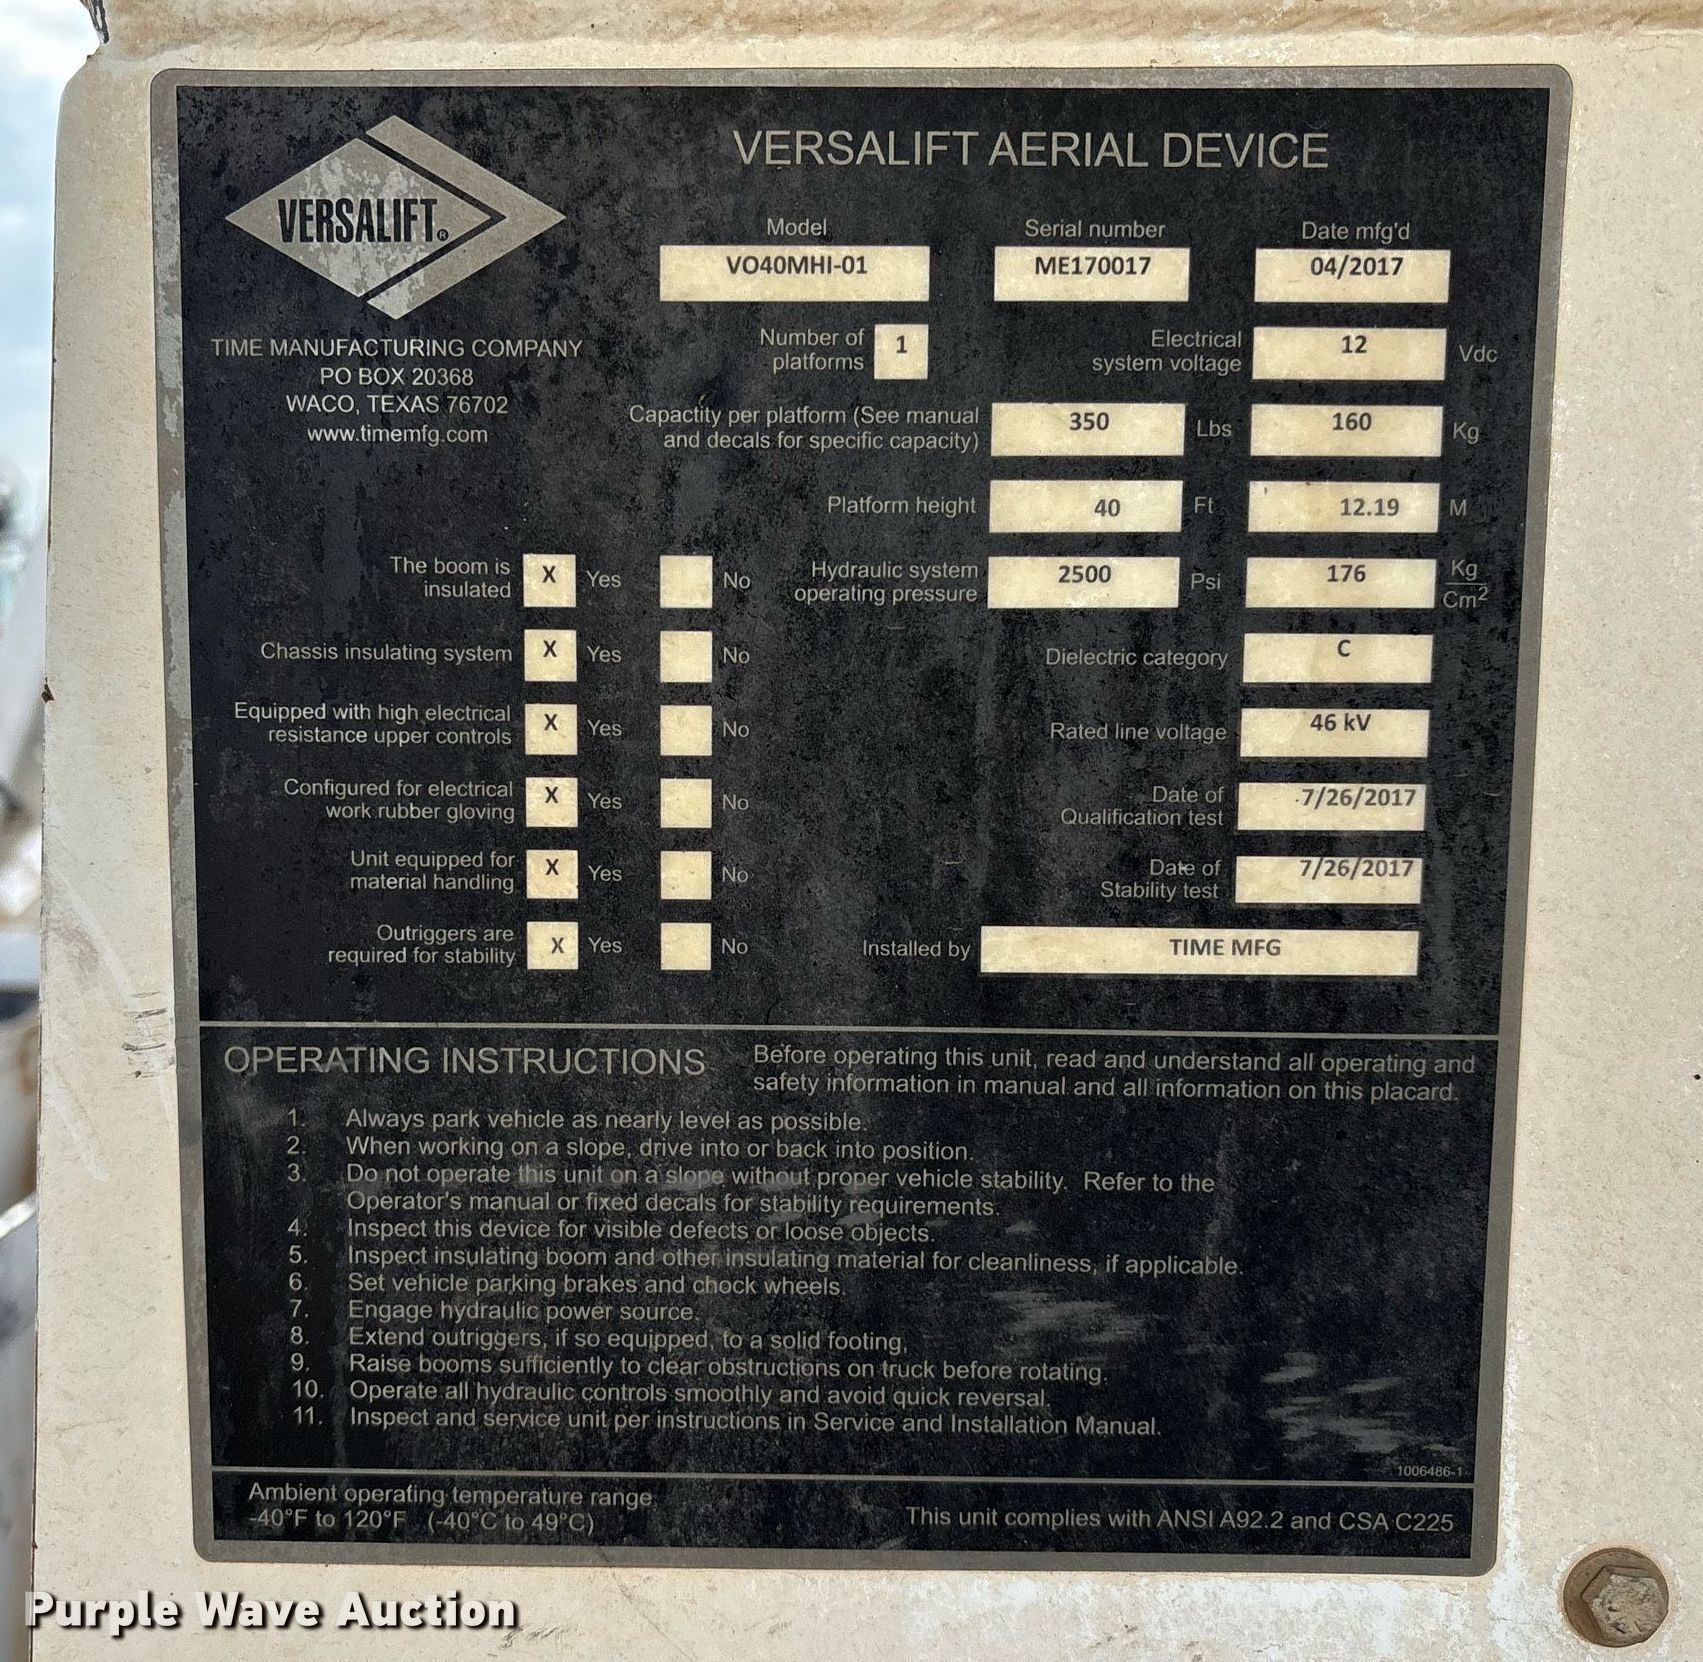 VERSALIFT®
TIME MANUFACTURING COMPANY
PO BOX 20368
WACO, TEXAS 76702
www.timemfg.com
VERSALIFT AERIAL DEVICE
Model
VO40MHI-01
Serial number
ME170017
Date mfg'd
04/2017
Number of
platforms
1
Electrical
system voltage
12 Vdc
Capactity per platform (See manual
and decals for specific capacity)
350 Lbs 160 Kg
Platform height 40 Ft 12.19 M
Hydraulic system
operating pressure
2500 Psi 176 Kg
Cm2
Dielectric category C
Rated line voltage 46 kV
Date of
Qualification test
7/26/2017
Date of
Stability test
7/26/2017
Installed by TIME MFG
The boom is
insulated
X Yes No
Chassis insulating system X Yes No
Equipped with high electrical
resistance upper controls
X Yes No
Configured for electrical
work rubber gloving
X Yes No
Unit equipped for
material handling
X Yes No
Outriggers are
required for stability
X Yes No
OPERATING INSTRUCTIONS
Before operating this unit, read and understand all operating and
safety information in manual and all information on this placard.
1. Always park vehicle as nearly level as possible.
2. When working on a slope, drive into or back into position.
3. Do not operate this unit on a slope without proper vehicle stability. Refer to the
Operator's manual or fixed decals for stability requirements.
4. Inspect this device for visible defects or loose objects.
5. Inspect insulating boom and other insulating material for cleanliness, if applicable.
6. Set vehicle parking brakes and chock wheels.
7. Engage hydraulic power source.
8. Extend outriggers, if so equipped, to a solid footing,
9. Raise booms sufficiently to clear obstructions on truck before rotating.
10. Operate all hydraulic controls smoothly and avoid quick reversal.
11. Inspect and service unit per instructions in Service and Installation Manual.
1006486-1
Ambient operating temperature range
-40°F to 120°F (-40°C to 49°C)
This unit complies with ANSI A92.2 and CSA C225
Purple Wave Auction